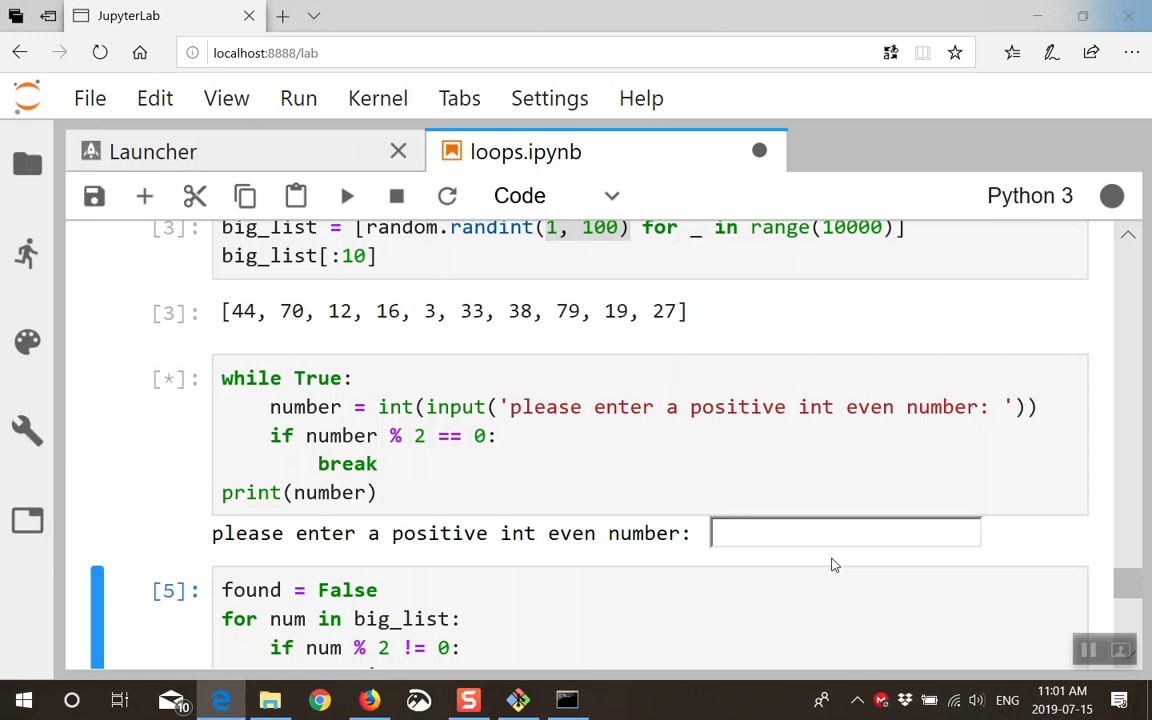 JupyterLab
localhost:8888/lab
File Edit View Run Kernel Tabs Settings Help
Launcher loops.ipynb
Code Python 3
[3]: big_list = [random.randint(1, 100) for _ in range(10000)]
big_list[:10]
[3]: [44, 70, 12, 16, 3, 33, 38, 79, 19, 27]
[*]: while True:
number = int(input('please enter a positive int even number: '))
if number % 2 == 0:
break
print(number)
please enter a positive int even number:
[5]: found = False
for num in big_list:
if num % 2 != 0:
10 S ENG 11:01 AM
2019-07-15